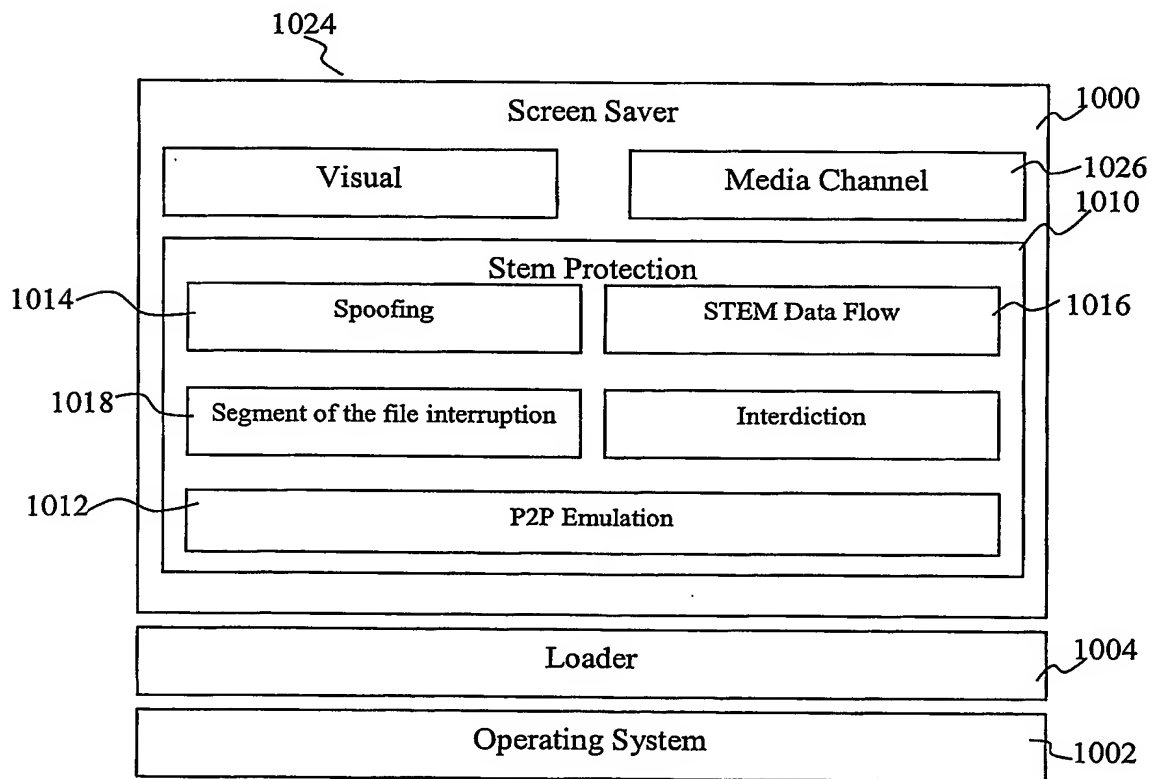 1024
Screen Saver
1000
Visual
Media Channel
1026
1010
Stem Protection
1014
Spoofing
STEM Data Flow
1016
1018
Segment of the file interruption
Interdiction
1012
P2P Emulation
Loader
1004
Operating System
1002